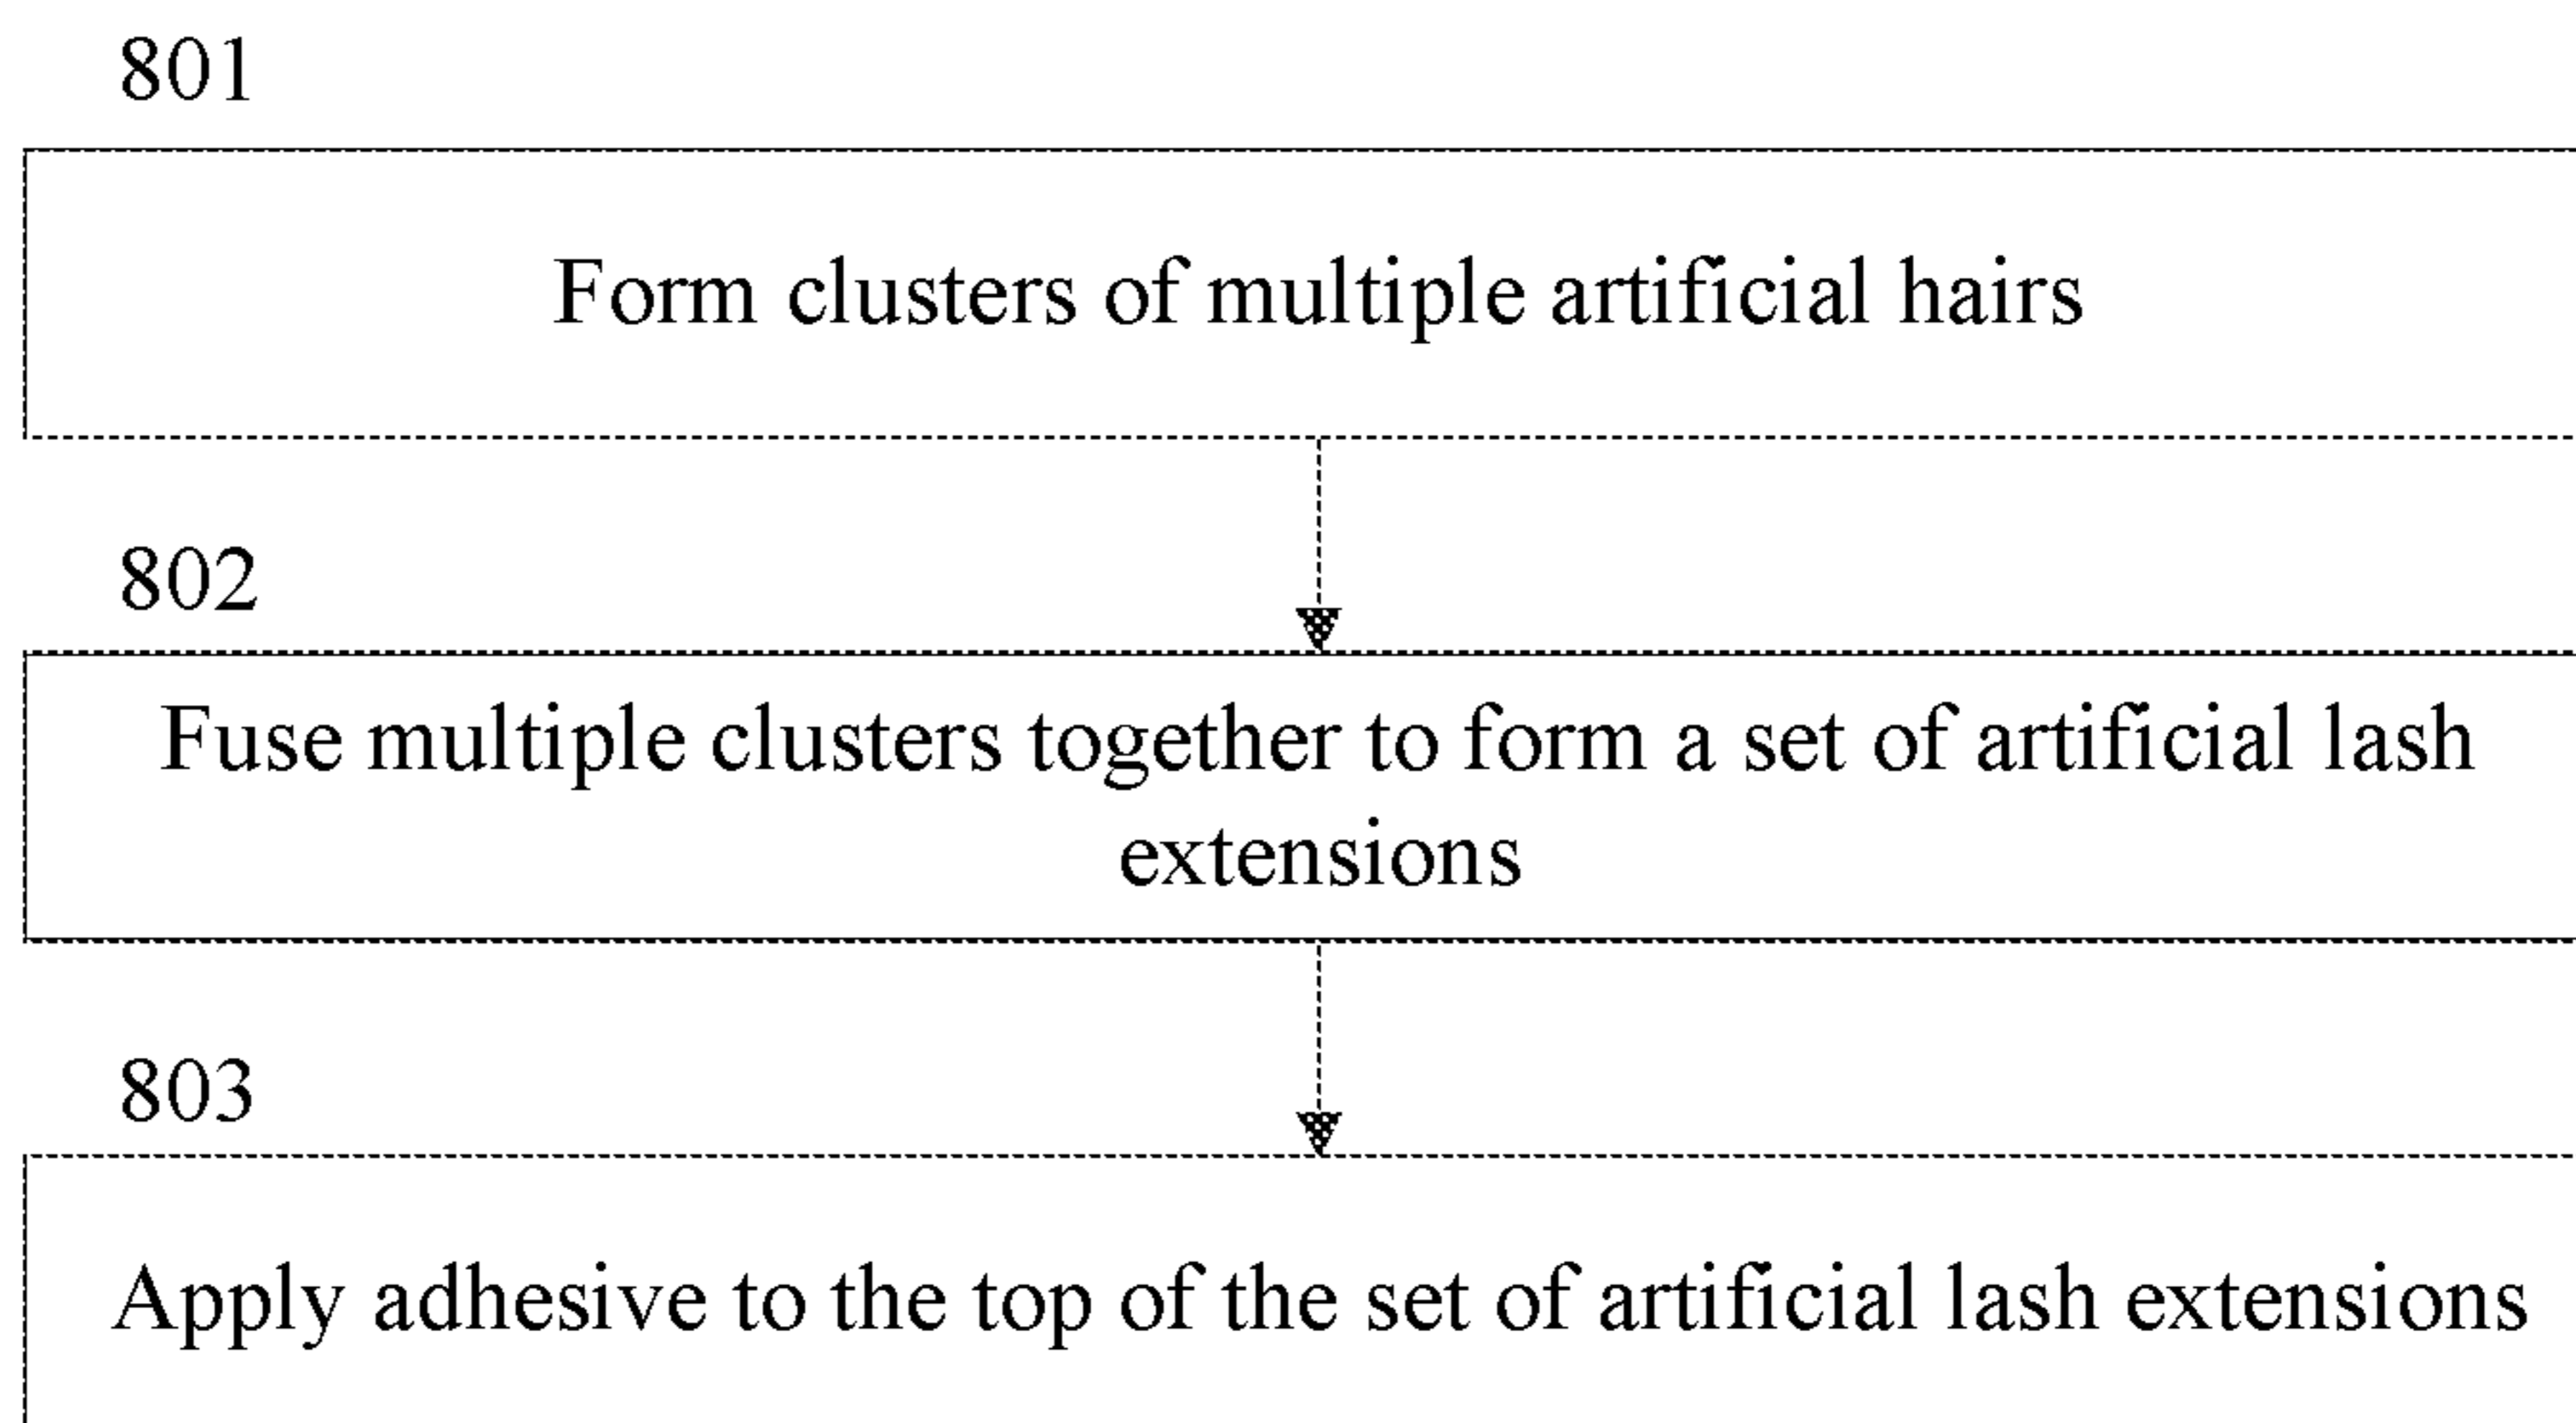 801
Form clusters of multiple artificial hairs
802
Fuse multiple clusters together to form a set of artificial lash
extensions
803
Apply adhesive to the top of the set of artificial lash extensions